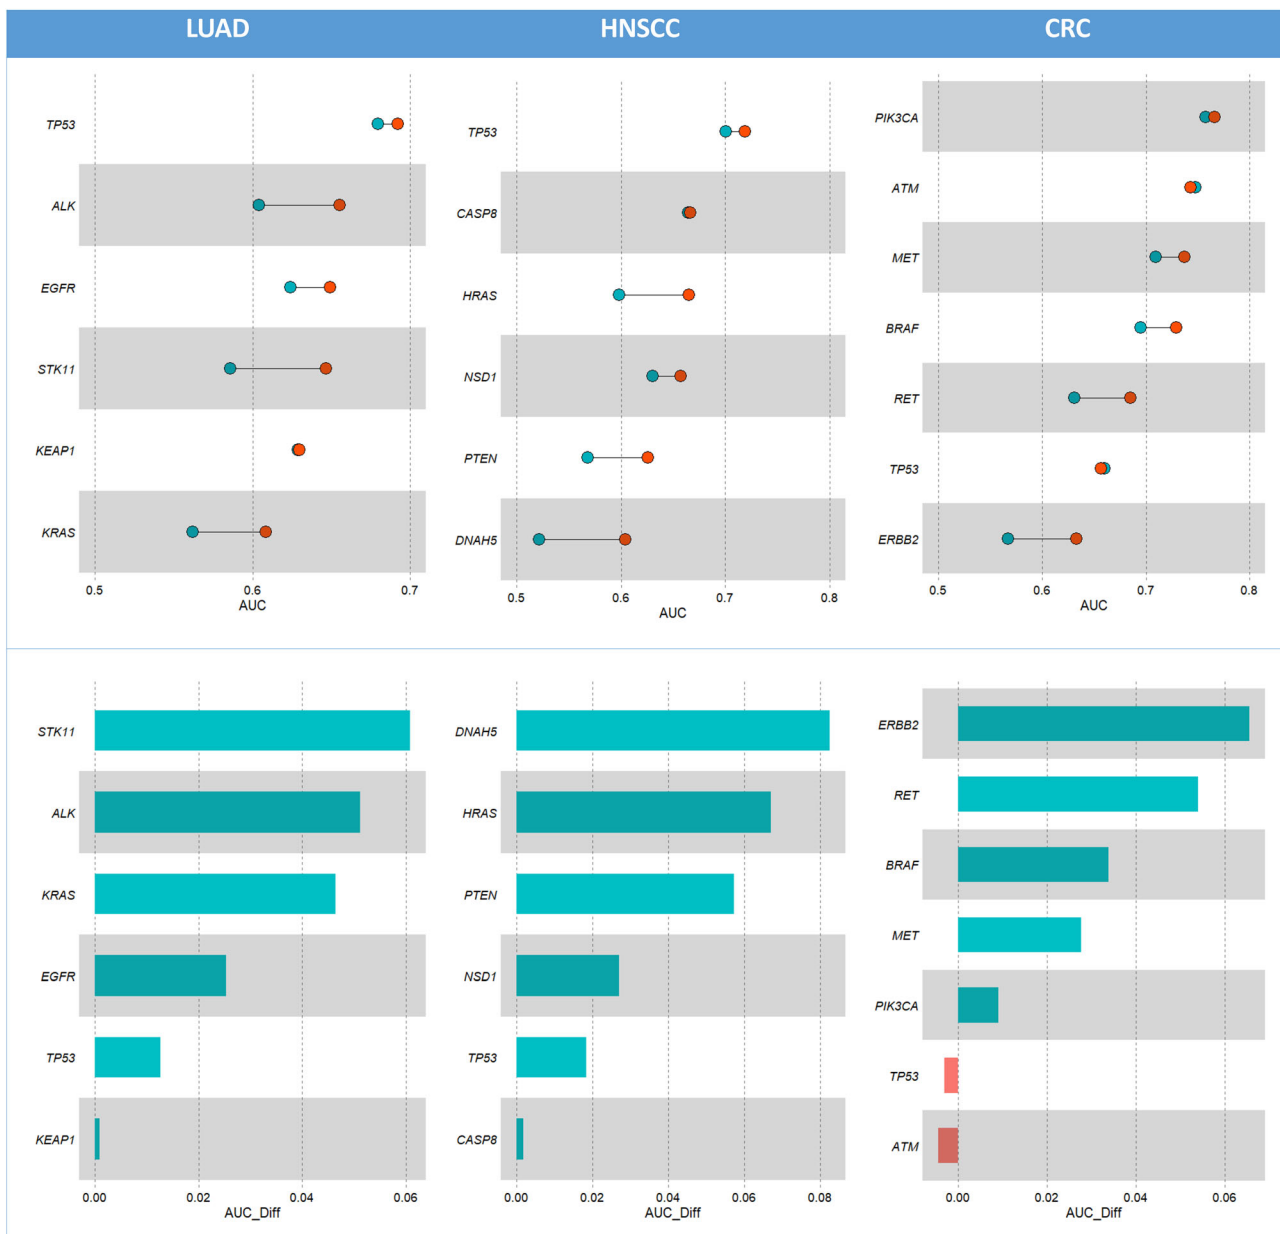 LUAD
HNSCC
CRC
TP53
ALK
EGFR
STK11
KEAP1
KRAS
0.5 0.6 0.7
AUC
TP53
CASP8
HRAS
NSD1
PTEN
DNAH5
0.5 0.6 0.7 0.8
AUC
PIK3CA
ATM
MET
BRAF
RET
TP53
ERBB2
0.5 0.6 0.7 0.8
AUC
STK11
ALK
KRAS
EGFR
TP53
KEAP1
0.00 0.02 0.04 0.06
AUC_Diff
DNAH5
HRAS
PTEN
NSD1
TP53
CASP8
0.00 0.02 0.04 0.06 0.08
AUC_Diff
ERBB2
RET
BRAF
MET
PIK3CA
TP53
ATM
0.00 0.02 0.04 0.06
AUC_Diff